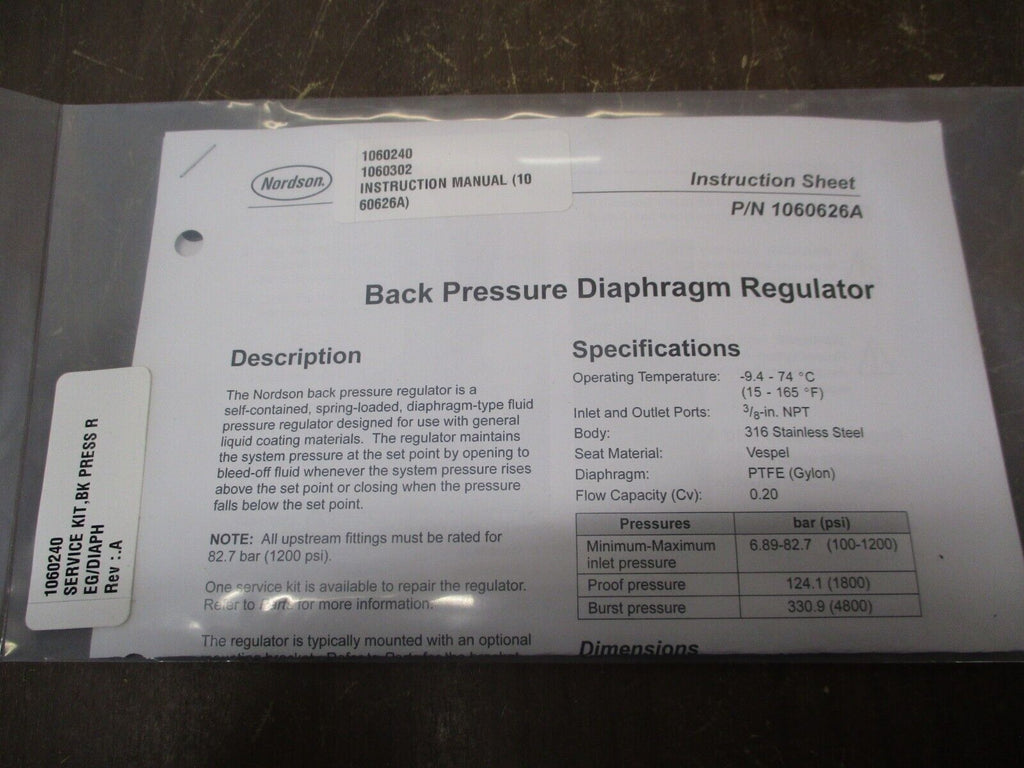 Nordson.
1060240
1060302
INSTRUCTION MANUAL (10
60626A)
Instruction Sheet
P/N 1060626A
Back Pressure Diaphragm Regulator
Description
The Nordson back pressure regulator is a
self-contained, spring-loaded, diaphragm-type fluid
pressure regulator designed for use with general
liquid coating materials. The regulator maintains
the system pressure at the set point by opening to
bleed-off fluid whenever the system pressure rises
above the set point or closing when the pressure
falls below the set point.
NOTE: All upstream fittings must be rated for
82.7 bar (1200 psi).
One service kit is available to repair the regulator.
Refer to Parts for more information.
The regulator is typically mounted with an optional
Specifications
Operating Temperature: -9.4 - 74 °C
(15 - 165 °F)
Inlet and Outlet Ports: 3/8-in. NPT
Body: 316 Stainless Steel
Seat Material: Vespel
Diaphragm: PTFE (Gylon)
Flow Capacity (Cv): 0.20
Pressures bar (psi)
Minimum-Maximum 6.89-82.7 (100-1200)
inlet pressure
Proof pressure 124.1 (1800)
Burst pressure 330.9 (4800)
Dimensions
1060240
SERVICE KIT,BK PRESS R
EG/DIAPH
Rev :.A